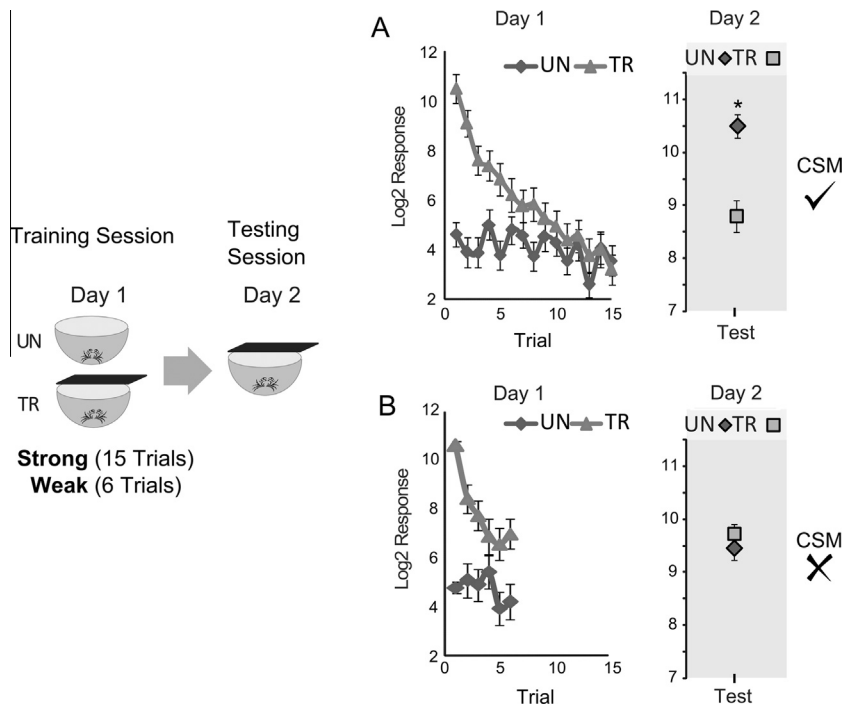 Training Session
Testing
Session
Day 1
Day 2
UN
TR
Strong (15 Trials)
Weak (6 Trials)
A
Day 1
Day 2
UN TR
UN TR
12
10
8
6
4
2
Log2 Response
0 5 10 15
Trial
11
10
9
8
7
*
Test
CSM
B
Day 1
Day 2
UN TR
UN TR
12
10
8
6
4
2
Log2 Response
0 5 10 15
Trial
11
10
9
8
7
Test
CSM